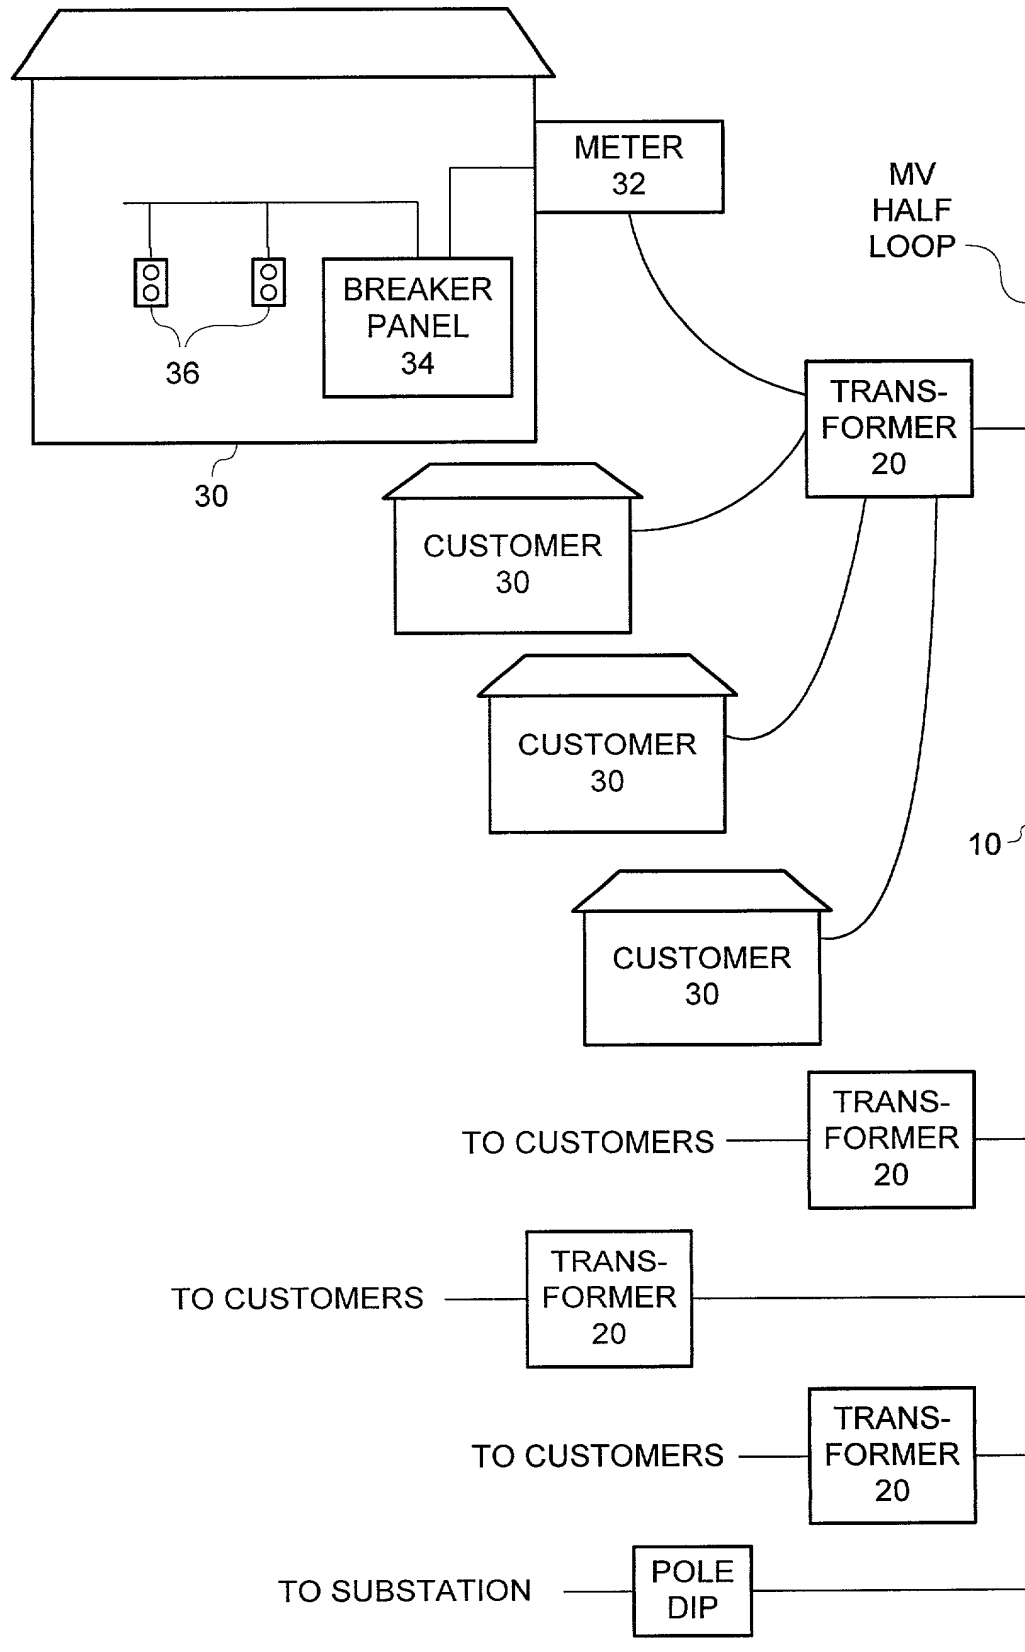 METER
32
MV
HALF
LOOP
BREAKER
PANEL
34
36
TRANS-
FORMER
20
30
CUSTOMER
30
CUSTOMER
30
10
CUSTOMER
30
TO CUSTOMERS
TRANS-
FORMER
20
TO CUSTOMERS
TRANS-
FORMER
20
TO CUSTOMERS
TRANS-
FORMER
20
TO SUBSTATION
POLE
DIP